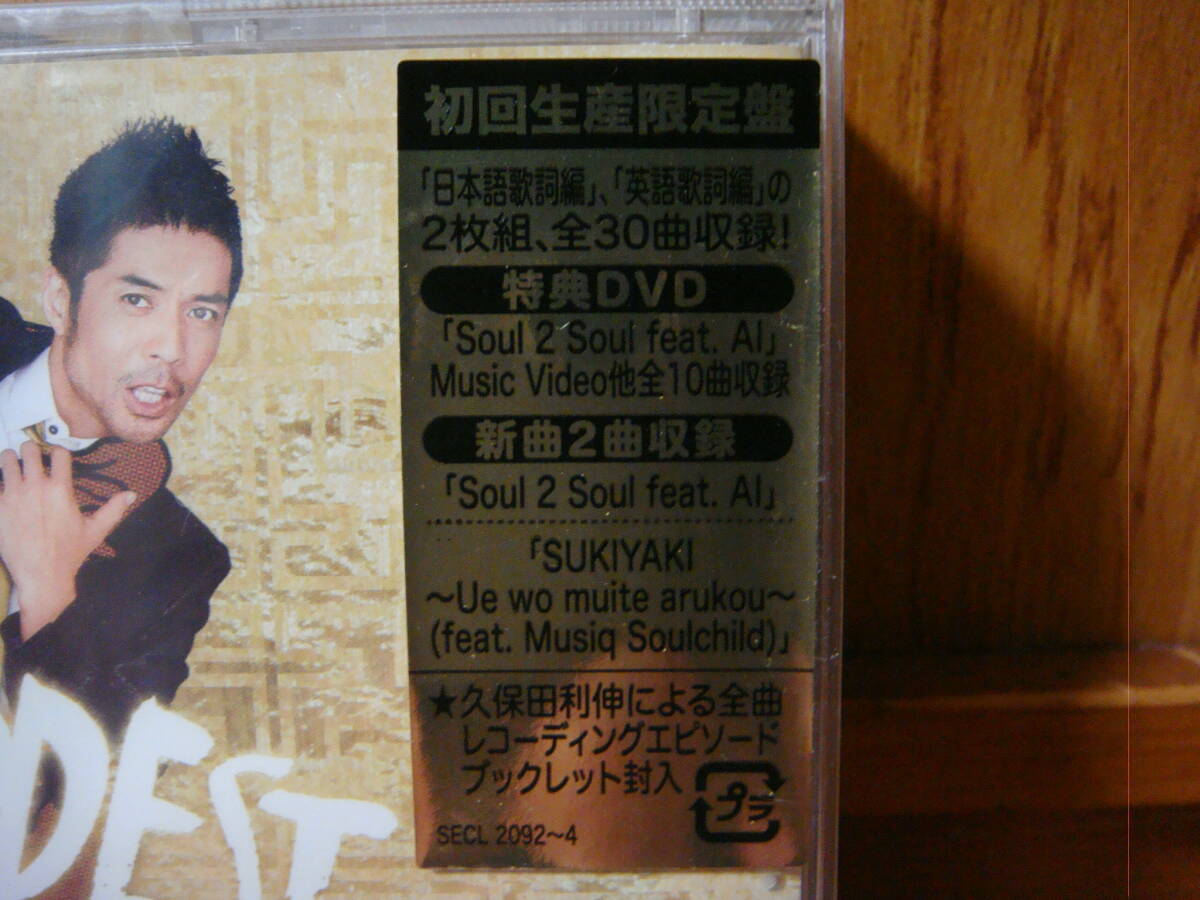 初回生産限定盤
「日本語歌詞編」、「英語歌詞編」の
2枚組、全30曲収録!
特典DVD
「Soul 2 Soul feat. AI」
Music Video他全10曲収録
新曲2曲収録
「Soul 2 Soul feat. AI」
「SUKIYAKI
～Ue wo muite arukou～
(feat. Musiq Soulchild)」
★久保田利伸による全曲
レコーディングエピソード
ブックレット封入
プラ
SECL 2092～4
DEST